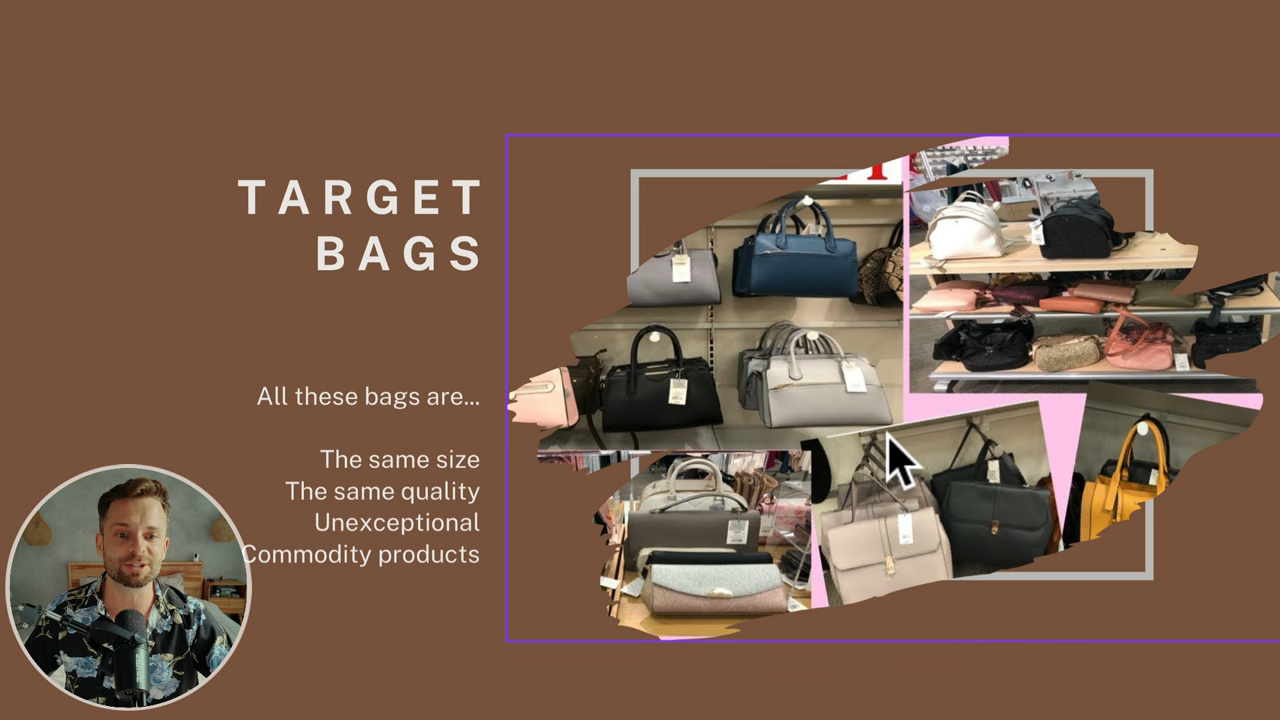 TARGET
BAGS
All these bags are...
The same size
The same quality
Unexceptional
Commodity products